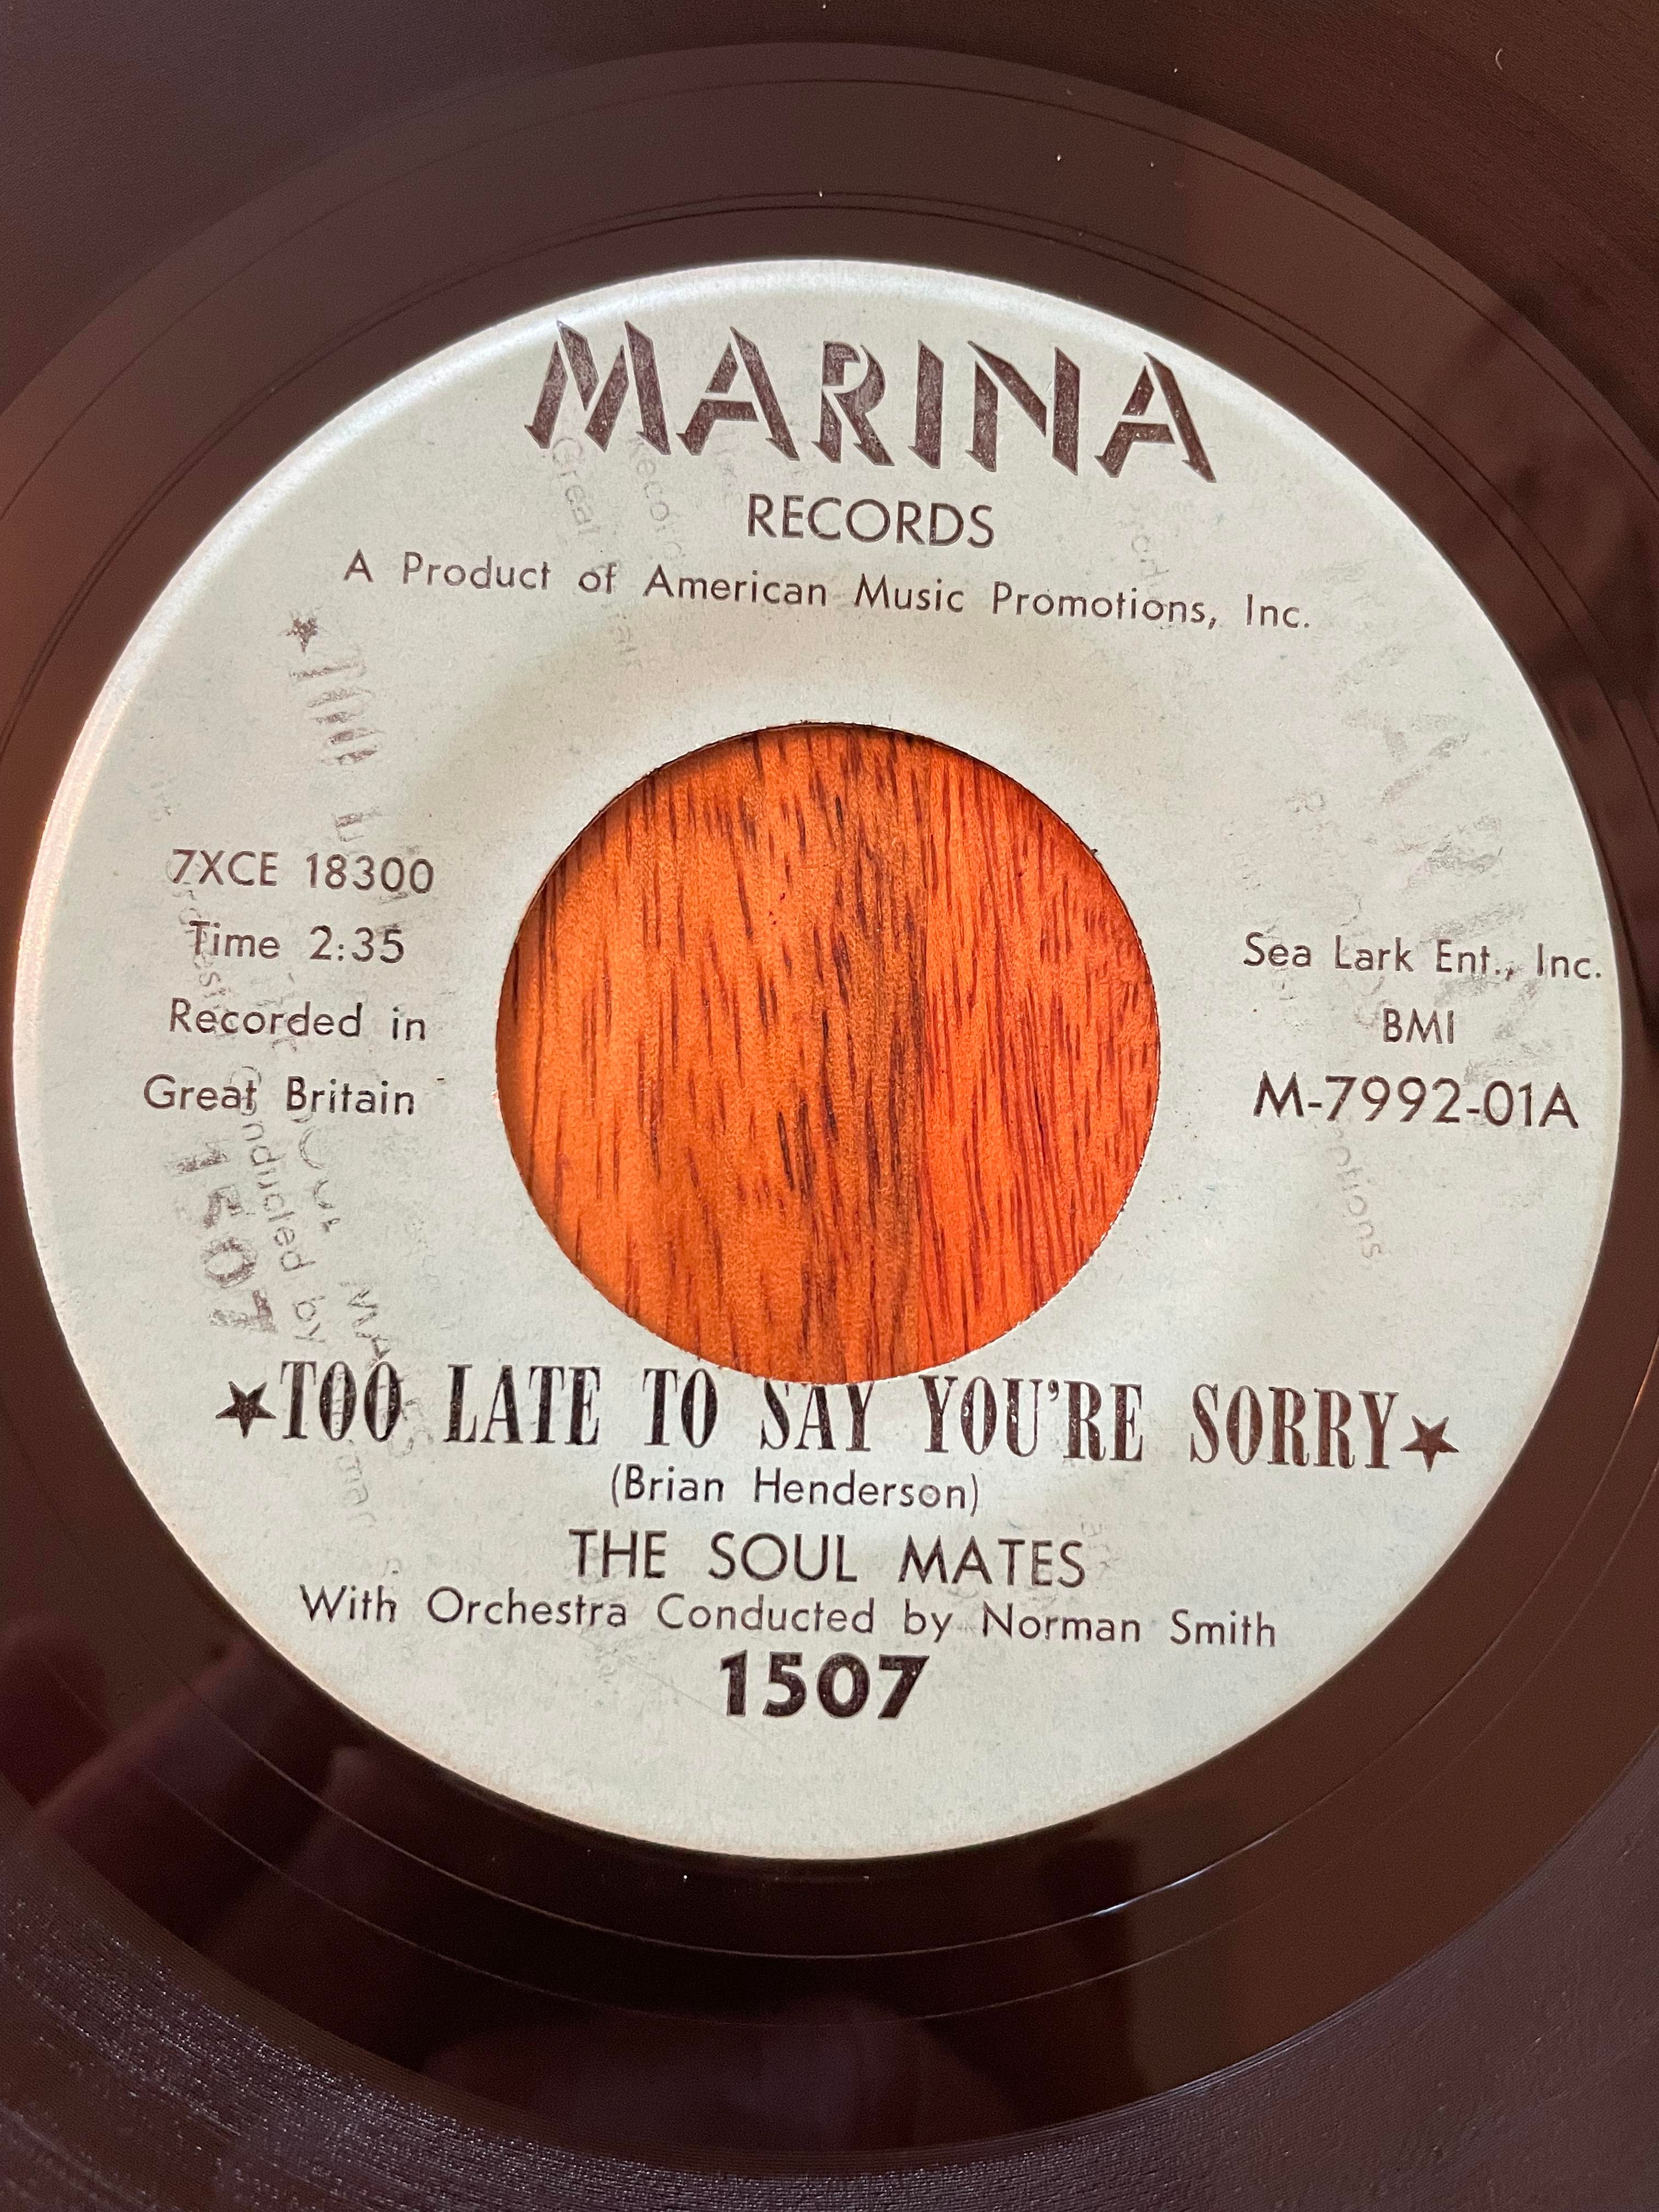 MARINA
RECORDS
A Product of American Music Promotions, Inc.
7XCE 18300
Time 2:35
Recorded in
Great Britain
Sea Lark Ent., Inc.
BMI
M-7992-01A
★TOO LATE TO SAY YOU'RE SORRY★
(Brian Henderson)
THE SOUL MATES
With Orchestra Conducted by Norman Smith
1507